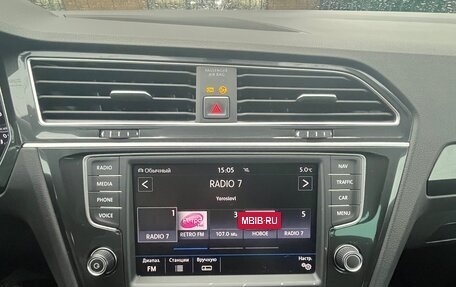 PASSENGER
AIR BAG
RADIO
MEDIA
PHONE
VOICE
NAV
TRAFFIC
CAR
MENU
Обычный 15:05 5.0°C
RADIO 7
Yaroslavl
1 3 5
RADIO 7 RETRO FM 107.0 НОВОЕ RADIO 7
MBIB·RU
Диапаз. Станции Вручную Настр.
FM